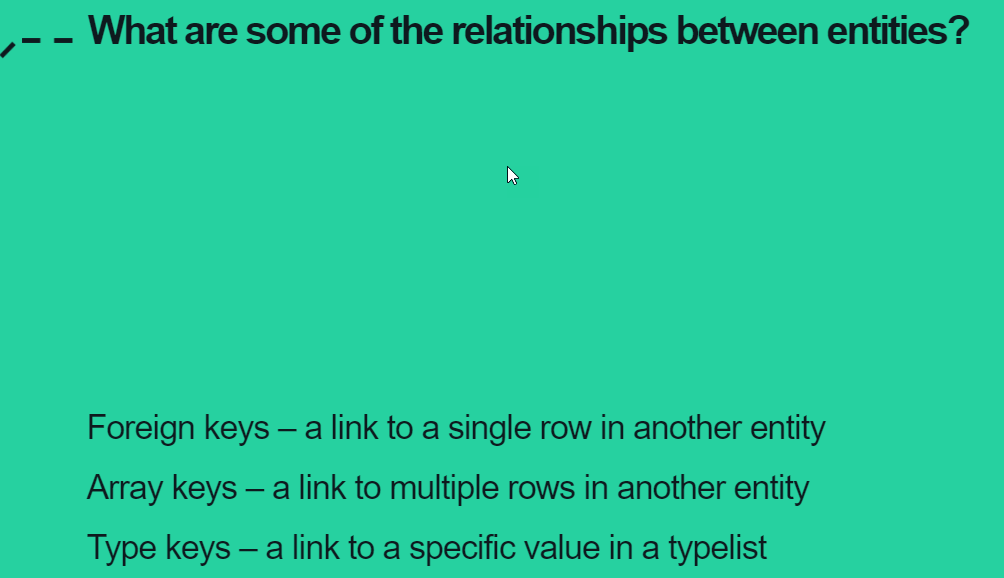 What are some of the relationships between entities?
Foreign keys – a link to a single row in another entity
Array keys – a link to multiple rows in another entity
Type keys – a link to a specific value in a typelist